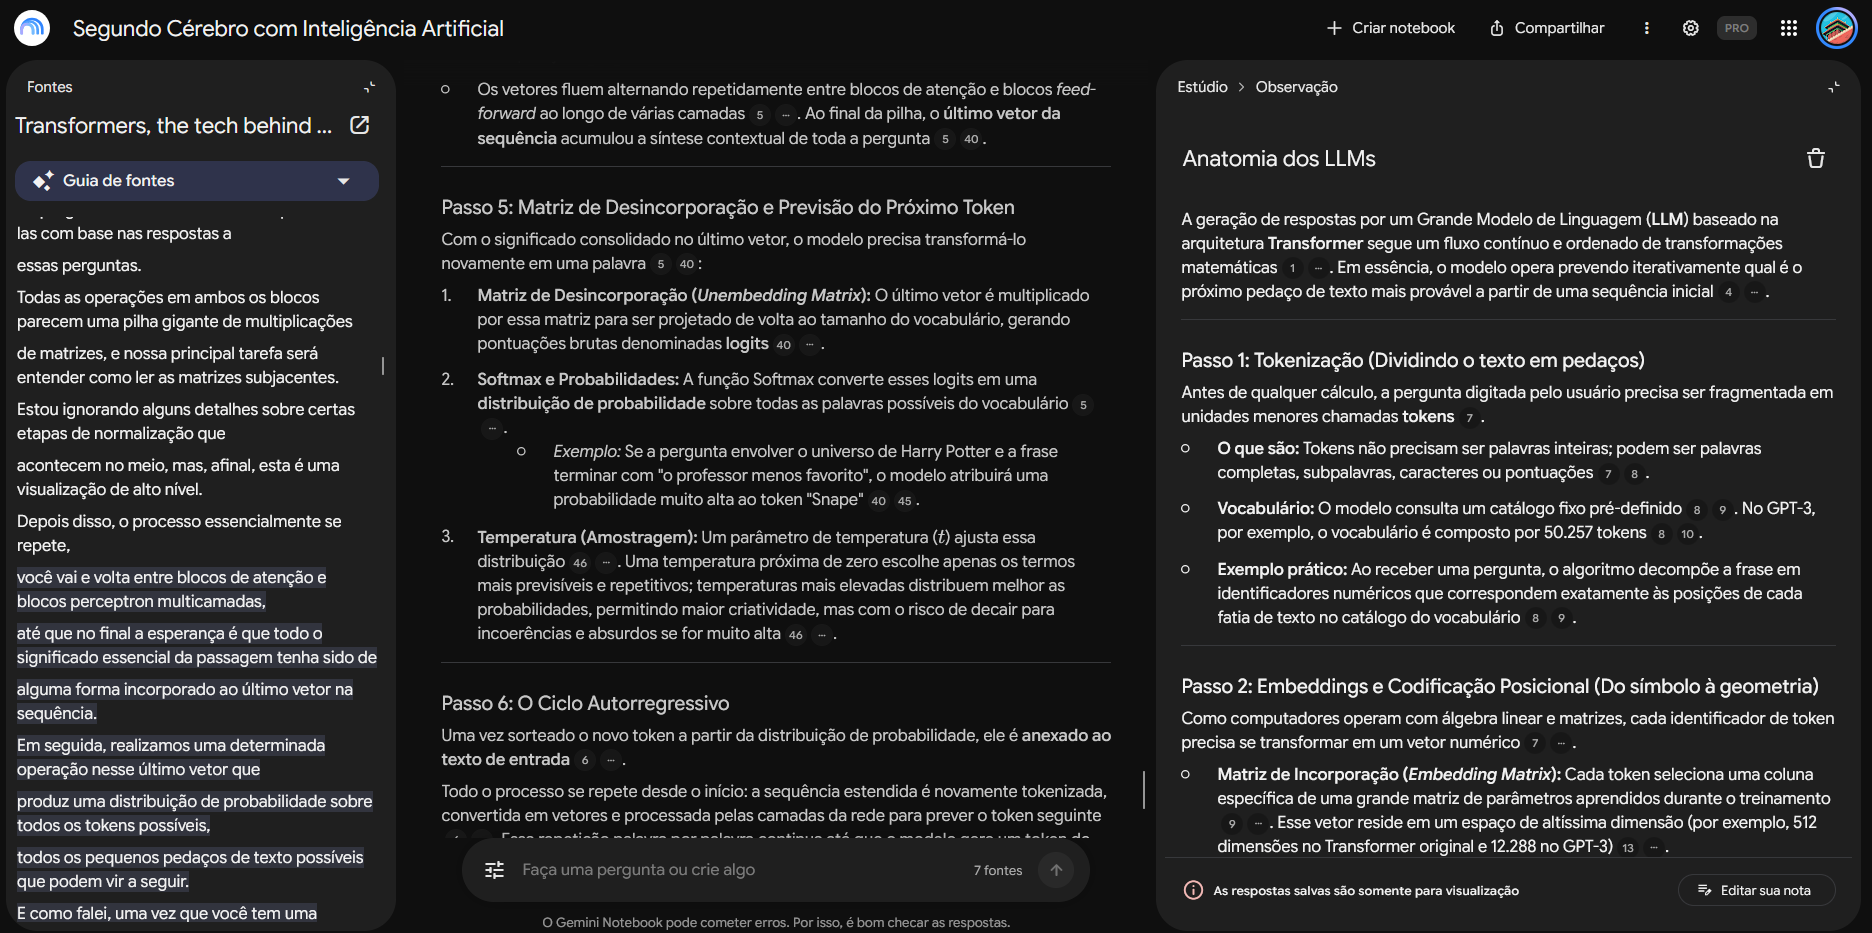 Segundo Cérebro com Inteligência Artificial
Criar notebook
Compartilhar
PRO
Fontes
Transformers, the tech behind ...
Guia de fontes
las com base nas respostas a
essas perguntas.
Todas as operações em ambos os blocos
parecem uma pilha gigante de multiplicações
de matrizes, e nossa principal tarefa será
entender como ler as matrizes subjacentes.
Estou ignorando alguns detalhes sobre certas
etapas de normalização que
acontecem no meio, mas, afinal, esta é uma
visualização de alto nível.
Depois disso, o processo essencialmente se
repete,
você vai e volta entre blocos de atenção e
blocos perceptron multicamadas,
até que no final a esperança é que todo o
significado essencial da passagem tenha sido de
alguma forma incorporado ao último vetor na
sequência.
Em seguida, realizamos uma determinada
operação nesse último vetor que
produz uma distribuição de probabilidade sobre
todos os tokens possíveis,
todos os pequenos pedaços de texto possíveis
que podem vir a seguir.
E como falei, uma vez que você tem uma
Os vetores fluem alternando repetidamente entre blocos de atenção e blocos feed-
forward ao longo de várias camadas 5 ... . Ao final da pilha, o último vetor da
sequência acumulou a síntese contextual de toda a pergunta 5 40 .
Passo 5: Matriz de Desincorporação e Previsão do Próximo Token
Com o significado consolidado no último vetor, o modelo precisa transformá-lo
novamente em uma palavra 5 40 :
1. Matriz de Desincorporação (Unembedding Matrix): O último vetor é multiplicado
por essa matriz para ser projetado de volta ao tamanho do vocabulário, gerando
pontuações brutas denominadas logits 40 ... .
2. Softmax e Probabilidades: A função Softmax converte esses logits em uma
distribuição de probabilidade sobre todas as palavras possíveis do vocabulário 5
... .
Exemplo: Se a pergunta envolver o universo de Harry Potter e a frase
terminar com "o professor menos favorito", o modelo atribuirá uma
probabilidade muito alta ao token "Snape" 40 45 .
3. Temperatura (Amostragem): Um parâmetro de temperatura (t) ajusta essa
distribuição 46 ... . Uma temperatura próxima de zero escolhe apenas os termos
mais previsíveis e repetitivos; temperaturas mais elevadas distribuem melhor as
probabilidades, permitindo maior criatividade, mas com o risco de decair para
incoerências e absurdos se for muito alta 46 ... .
Passo 6: O Ciclo Autorregressivo
Uma vez sorteado o novo token a partir da distribuição de probabilidade, ele é anexado ao
texto de entrada 6 ... .
Todo o processo se repete desde o início: a sequência estendida é novamente tokenizada,
convertida em vetores e processada pelas camadas da rede para prever o token seguinte
Essa repetição palavra por palavra continua até que o modelo gere um token de
Faça uma pergunta ou crie algo
7 fontes
O Gemini Notebook pode cometer erros. Por isso, é bom checar as respostas.
Estúdio > Observação
Anatomia dos LLMs
A geração de respostas por um Grande Modelo de Linguagem (LLM) baseado na
arquitetura Transformer segue um fluxo contínuo e ordenado de transformações
matemáticas 1 ... . Em essência, o modelo opera prevendo iterativamente qual é o
próximo pedaço de texto mais provável a partir de uma sequência inicial 4 ... .
Passo 1: Tokenização (Dividindo o texto em pedaços)
Antes de qualquer cálculo, a pergunta digitada pelo usuário precisa ser fragmentada em
unidades menores chamadas tokens 7 .
O que são: Tokens não precisam ser palavras inteiras; podem ser palavras
completas, subpalavras, caracteres ou pontuações 7 8 .
Vocabulário: O modelo consulta um catálogo fixo pré-definido 8 9 . No GPT-3,
por exemplo, o vocabulário é composto por 50.257 tokens 8 10 .
Exemplo prático: Ao receber uma pergunta, o algoritmo decompõe a frase em
identificadores numéricos que correspondem exatamente às posições de cada
fatia de texto no catálogo do vocabulário 8 9 .
Passo 2: Embeddings e Codificação Posicional (Do símbolo à geometria)
Como computadores operam com álgebra linear e matrizes, cada identificador de token
precisa se transformar em um vetor numérico 7 ... .
Matriz de Incorporação (Embedding Matrix): Cada token seleciona uma coluna
específica de uma grande matriz de parâmetros aprendidos durante o treinamento
9 ... . Esse vetor reside em um espaço de altíssima dimensão (por exemplo, 512
dimensões no Transformer original e 12.288 no GPT-3) 13 ... .
As respostas salvas são somente para visualização
Editar sua nota